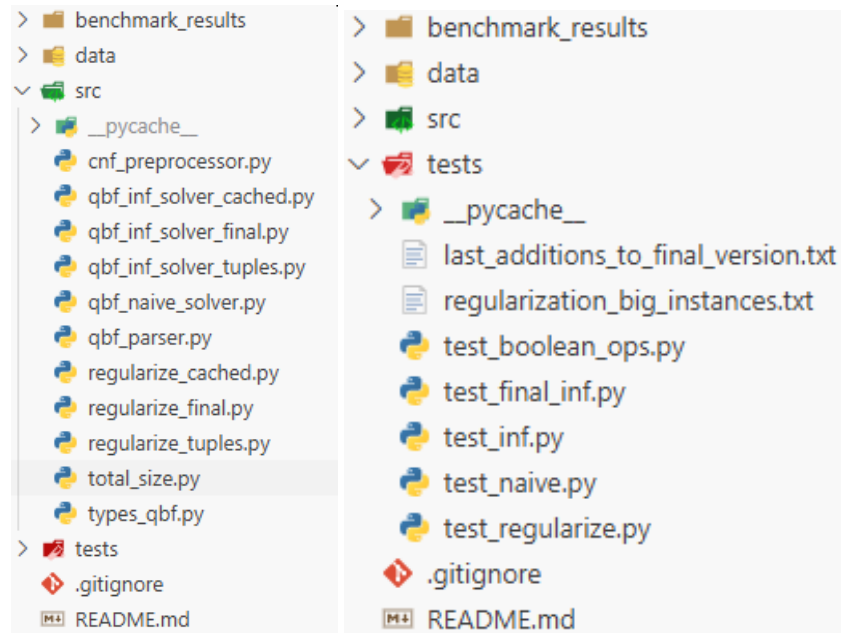 benchmark_results
data
src
__pycache__
cnf_preprocessor.py
qbf_inf_solver_cached.py
qbf_inf_solver_final.py
qbf_inf_solver_tuples.py
qbf_naive_solver.py
qbf_parser.py
regularize_cached.py
regularize_final.py
regularize_tuples.py
total_size.py
types_qbf.py
tests
.gitignore
README.md
benchmark_results
data
src
tests
__pycache__
last_additions_to_final_version.txt
regularization_big_instances.txt
test_boolean_ops.py
test_final_inf.py
test_inf.py
test_naive.py
test_regularize.py
.gitignore
README.md